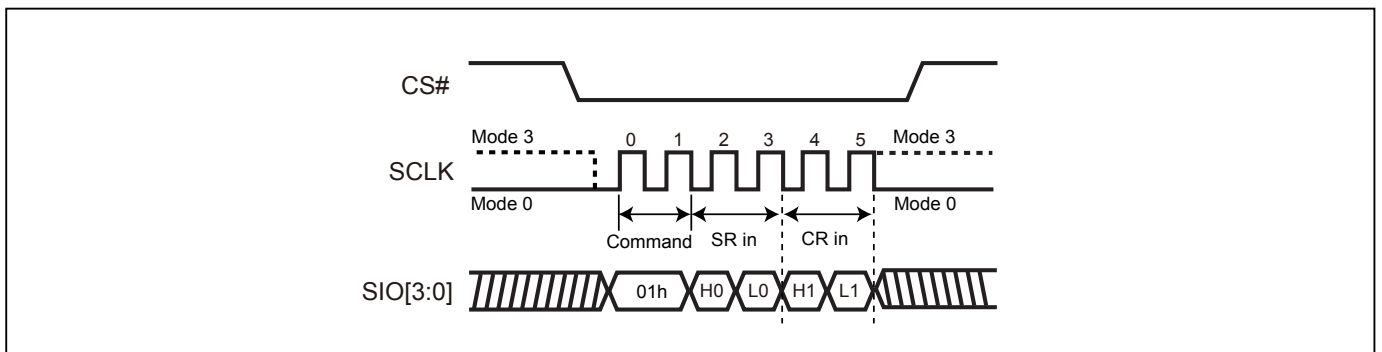 CS#
Mode 3 0 1 2 3 4 5 Mode 3
SCLK
Mode 0 Mode 0
Command SR in CR in
SIO[3:0] 01h H0 L0 H1 L1